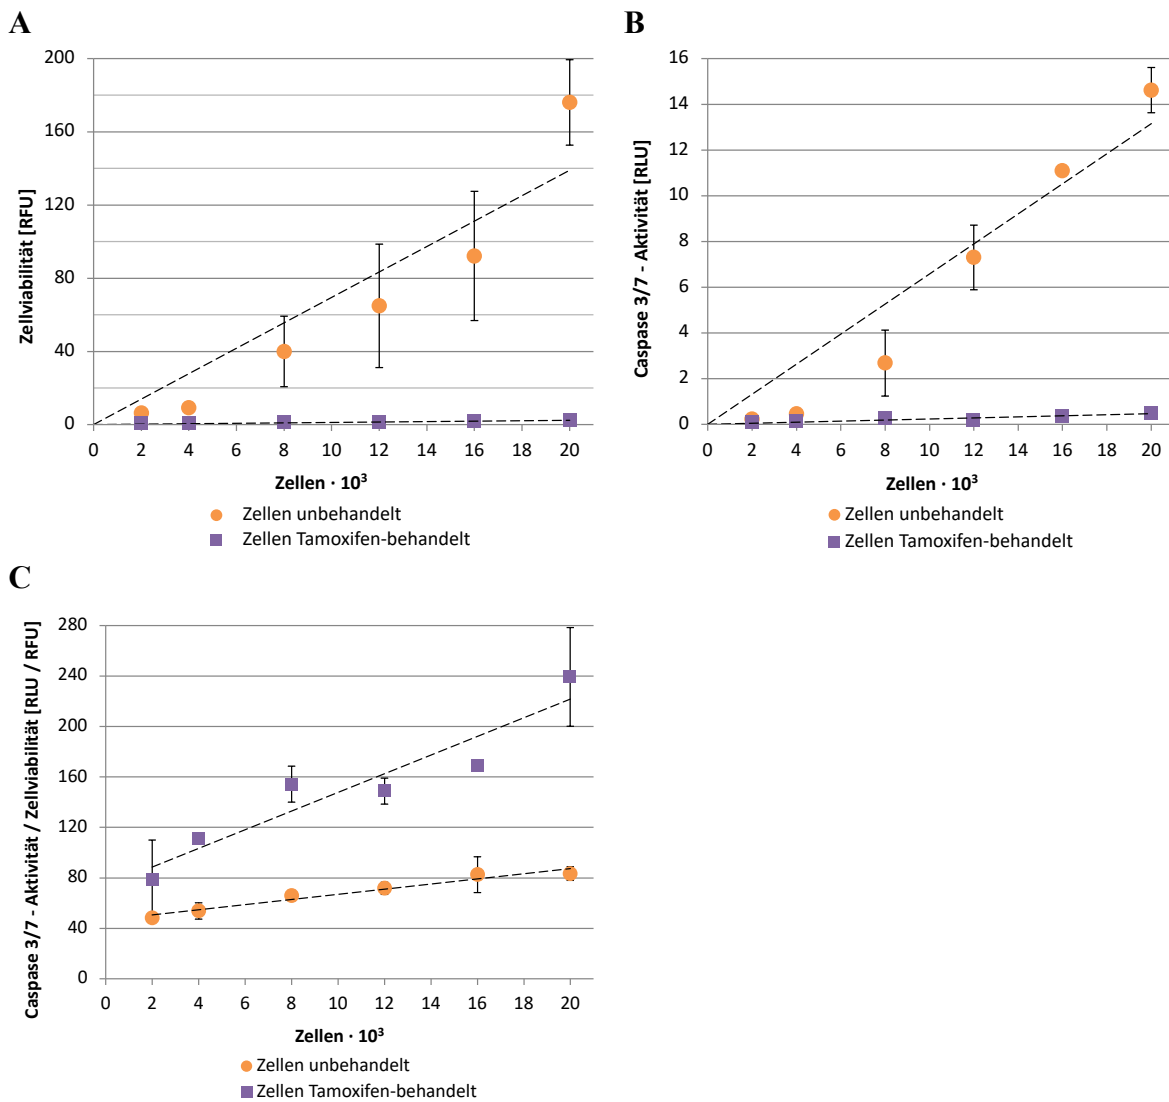 A
Zellviabilität [RFU]
200
160
120
80
40
0
0 2 4 6 8 10 12 14 16 18 20
Zellen · 10³
Zellen unbehandelt
Zellen Tamoxifen-behandelt
B
Caspase 3/7 - Aktivität [RLU]
16
14
12
10
8
6
4
2
0
0 2 4 6 8 10 12 14 16 18 20
Zellen · 10³
Zellen unbehandelt
Zellen Tamoxifen-behandelt
C
Caspase 3/7 - Aktivität / Zellviabilität [RLU / RFU]
280
240
200
160
120
80
40
0
0 2 4 6 8 10 12 14 16 18 20
Zellen · 10³
Zellen unbehandelt
Zellen Tamoxifen-behandelt